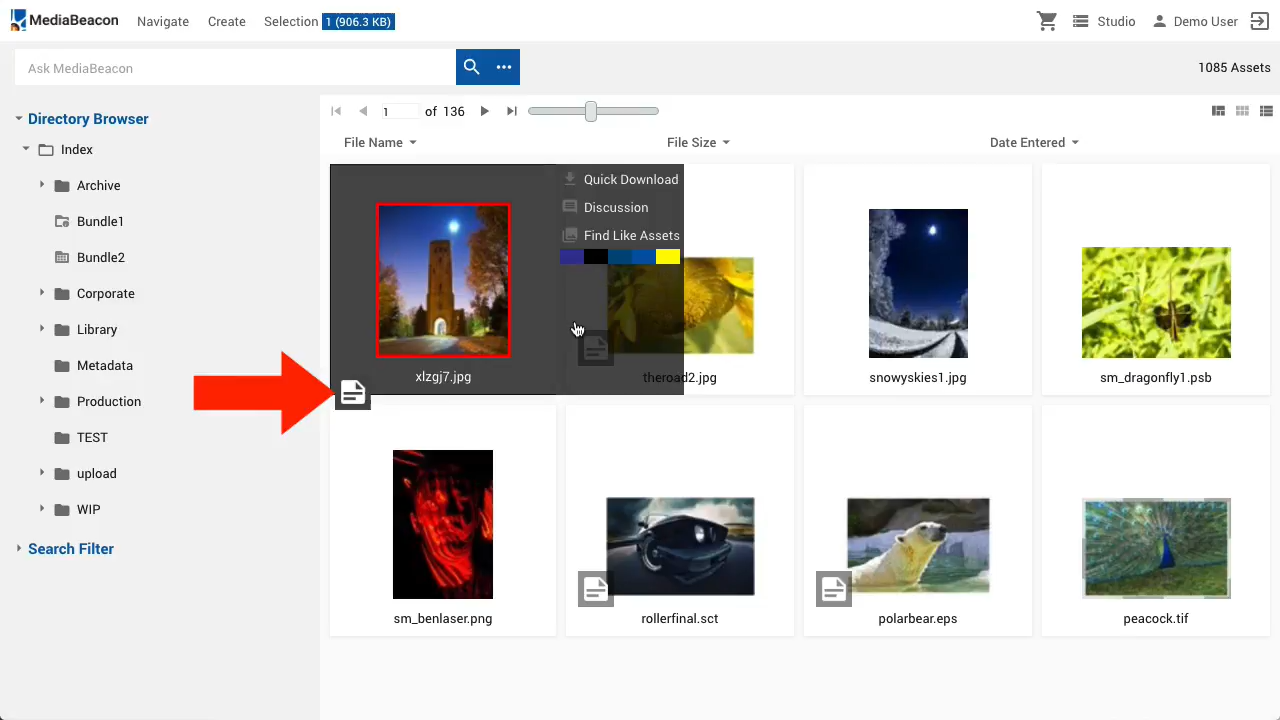 MediaBeacon Navigate Create Selection 1 (906.3 KB) Studio Demo User
Ask MediaBeacon 1085 Assets
Directory Browser
Index
Archive
Bundle1
Bundle2
Corporate
Library
Metadata
Production
TEST
upload
WIP
Search Filter
1 of 136
File Name File Size Date Entered
Quick Download
Discussion
Find Like Assets
xlzgj7.jpg theroad2.jpg snowyskies1.jpg sm_dragonfly1.psb
sm_benlaser.png rollerfinal.sct polarbear.eps peacock.tif